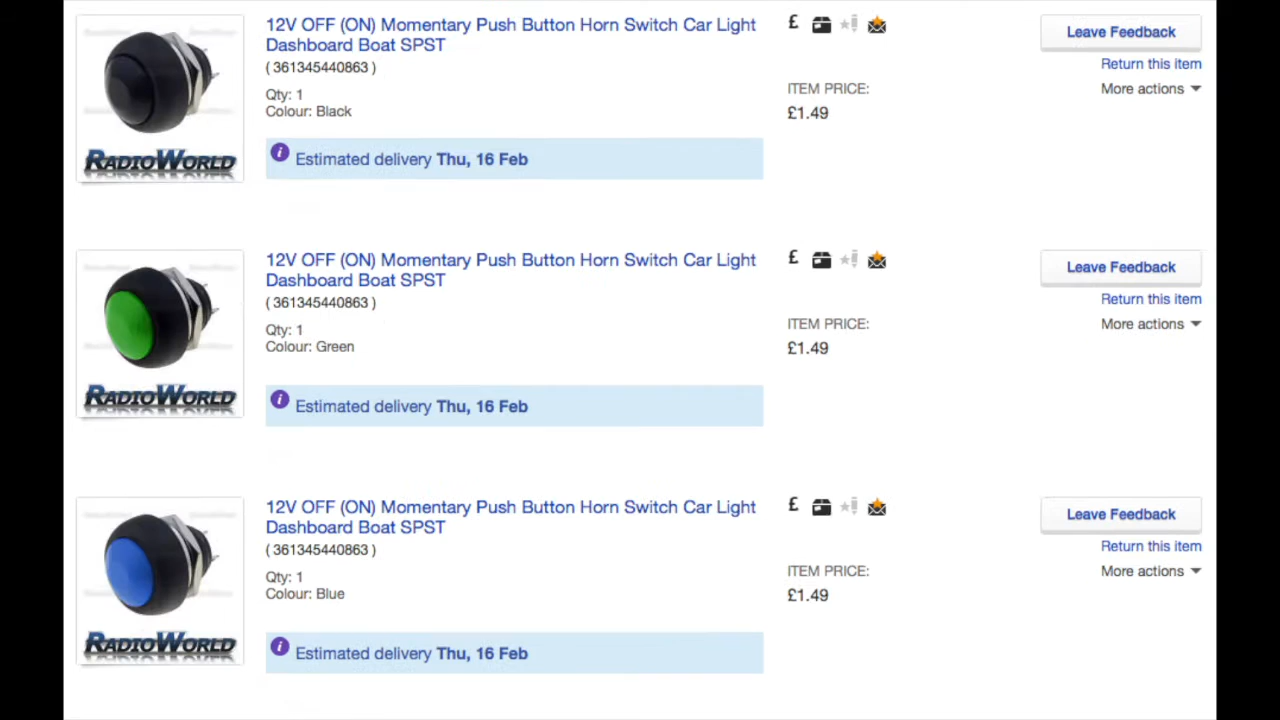 12V OFF (ON) Momentary Push Button Horn Switch Car Light
Dashboard Boat SPST
( 361345440863 )
Qty: 1
Colour: Black
Estimated delivery Thu, 16 Feb
RADIOWORLD
£
ITEM PRICE:
£1.49
Leave Feedback
Return this item
More actions
12V OFF (ON) Momentary Push Button Horn Switch Car Light
Dashboard Boat SPST
( 361345440863 )
Qty: 1
Colour: Green
Estimated delivery Thu, 16 Feb
RADIOWORLD
£
ITEM PRICE:
£1.49
Leave Feedback
Return this item
More actions
12V OFF (ON) Momentary Push Button Horn Switch Car Light
Dashboard Boat SPST
( 361345440863 )
Qty: 1
Colour: Blue
Estimated delivery Thu, 16 Feb
RADIOWORLD
£
ITEM PRICE:
£1.49
Leave Feedback
Return this item
More actions